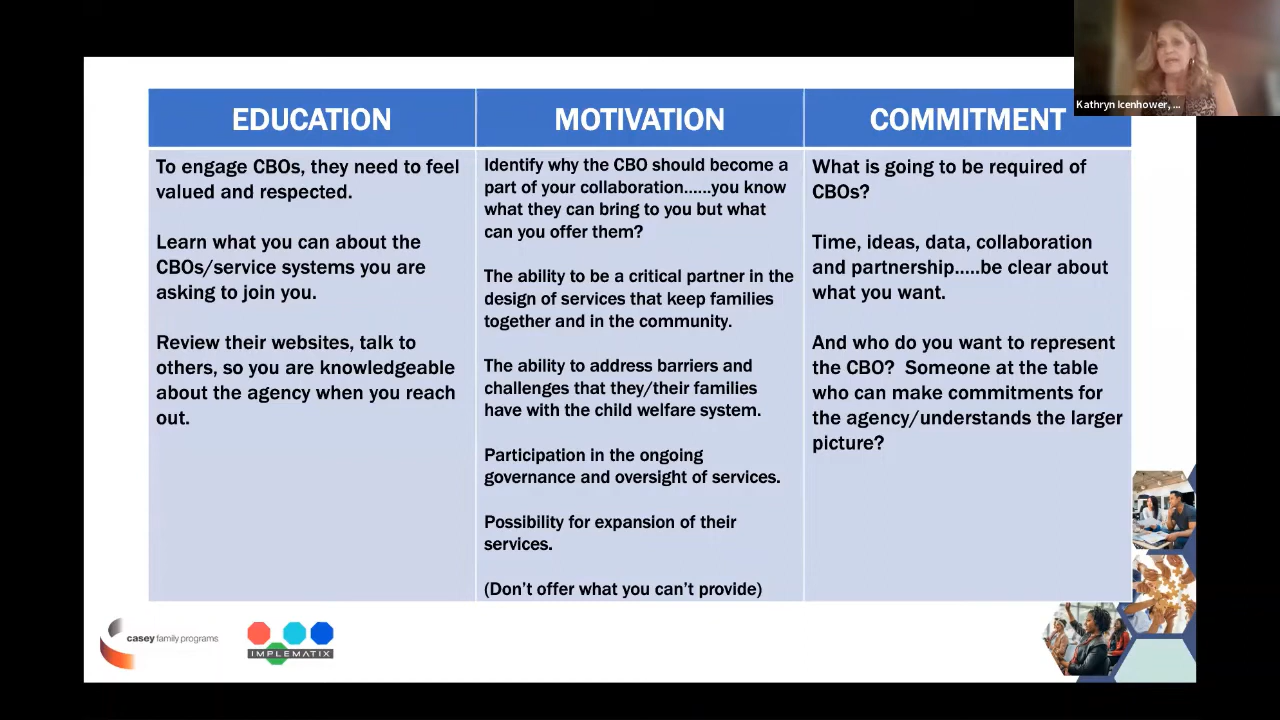 Kathryn Icenhower, ...
EDUCATION
MOTIVATION
COMMITMENT
To engage CBOs, they need to feel
valued and respected.
Learn what you can about the
CBOs/service systems you are
asking to join you.
Review their websites, talk to
others, so you are knowledgeable
about the agency when you reach
out.
Identify why the CBO should become a
part of your collaboration......you know
what they can bring to you but what
can you offer them?
The ability to be a critical partner in the
design of services that keep families
together and in the community.
The ability to address barriers and
challenges that they/their families
have with the child welfare system.
Participation in the ongoing
governance and oversight of services.
Possibility for expansion of their
services.
(Don't offer what you can't provide)
What is going to be required of
CBOs?
Time, ideas, data, collaboration
and partnership.....be clear about
what you want.
And who do you want to represent
the CBO?  Someone at the table
who can make commitments for
the agency/understands the larger
picture?
casey family programs
IMPLEMATIX